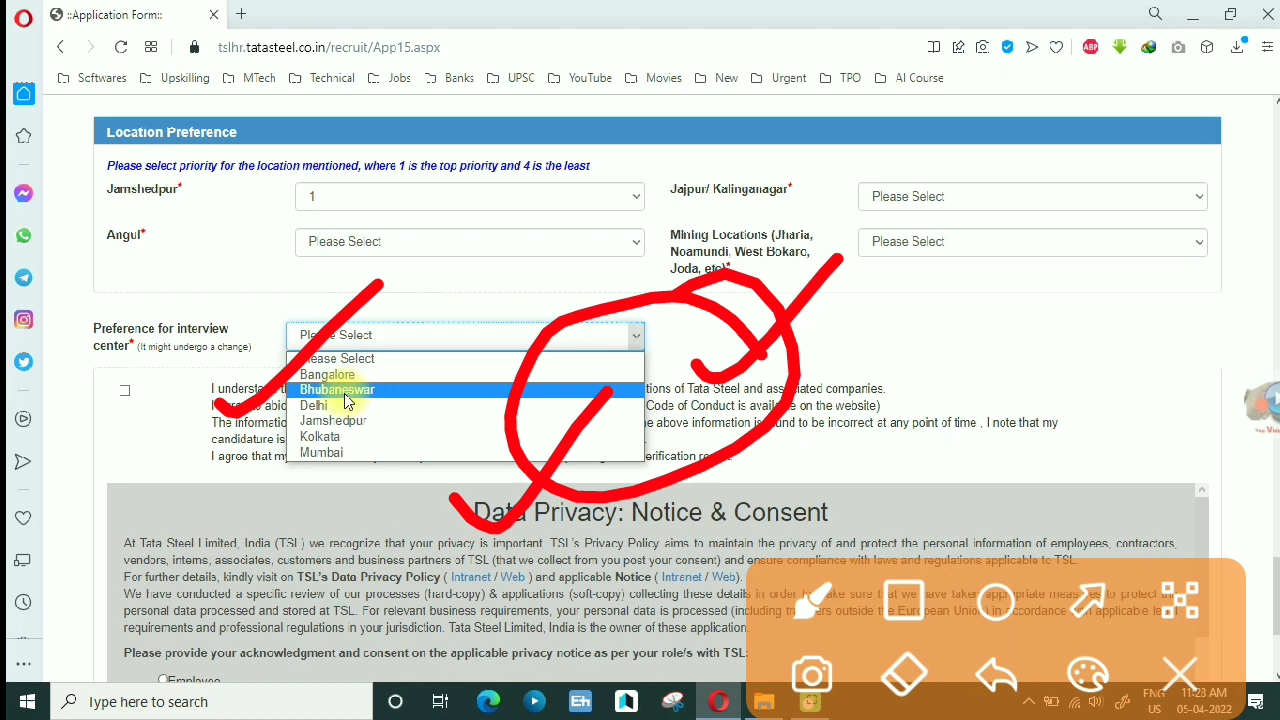 ::Application Form::
tslhr.tatasteel.co.in/recruit/App15.aspx
ABP
Softwares Upskilling MTech Technical Jobs Banks UPSC YouTube Movies New Urgent TPO AI Course
Location Preference
Please select priority for the location mentioned, where 1 is the top priority and 4 is the least
Jamshedpur* 1 Jajpur/ Kalinganagar* Please Select
Angul* Please Select Mining Locations (Jharia, Noamundi, West Bokaro, Joda, etc)* Please Select
Preference for interview center* (It might undergo a change)
Please Select
Please Select
Bangalore
Bhubaneswar
Delhi
Jamshedpur
Kolkata
Mumbai
I understand tions of Tata Steel and associated companies.
Code of Conduct is available on the website)
The information above information is found to be incorrect at any point of time , I note that my
candidature is
I agree that my erification
Data Privacy: Notice & Consent
At Tata Steel Limited, India (TSL) we recognize that your privacy is important. TSL's Privacy Policy aims to maintain the privacy of and protect the personal information of employees, contractors,
vendors, interns, associates, customers and business partners of TSL (that we collect from you post your consent) and ensure compliance with laws and regulations applicable to TSL.
For further details, kindly visit on TSL's Data Privacy Policy ( Intranet / Web ) and applicable Notice ( Intranet / Web).
We have conducted a specific review of our processes (hard-copy) & applications (soft-copy) collecting these details in order to make sure that we have taken appropriate measures to protect
personal data processed and stored at TSL. For relevant business requirements, your personal data is processed (including transfers outside the European Union) in accordance with applicable legal
requirements and professional regulations in your jurisdiction. Tata Steel Limited, India is the owner of these application.
Please provide your acknowledgment and consent on the applicable privacy notice as per your role/s with TSL:
Employee
Type here to search
ENG
US
11:28 AM
05-04-2022